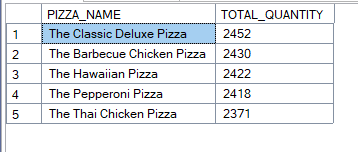 PIZZA_NAME TOTAL_QUANTITY
1 The Classic Deluxe Pizza 2452
2 The Barbecue Chicken Pizza 2430
3 The Hawaiian Pizza 2422
4 The Pepperoni Pizza 2418
5 The Thai Chicken Pizza 2371